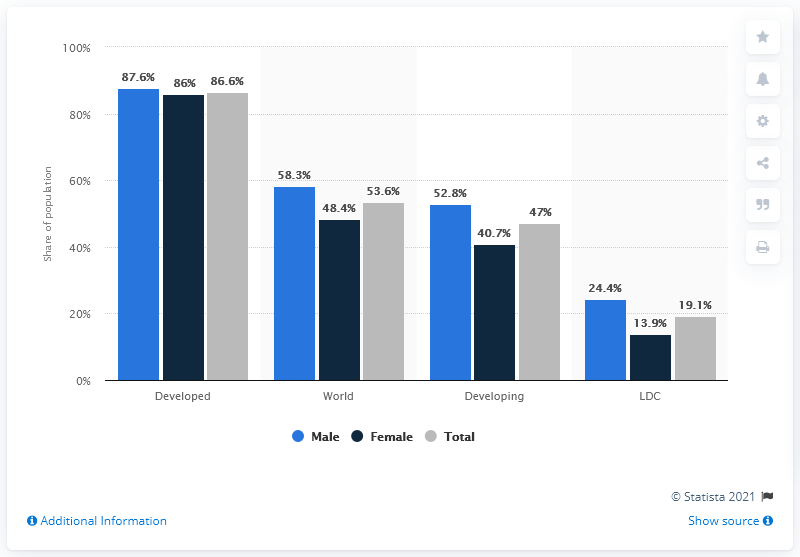 100%
80%
60%
40%
20%
0%
Share of population
87.6% 86% 86.6%
58.3% 48.4% 53.6%
52.8% 40.7% 47%
24.4% 13.9% 19.1%
Developed World Developing LDC
Male Female Total
© Statista 2021
Additional Information Show source